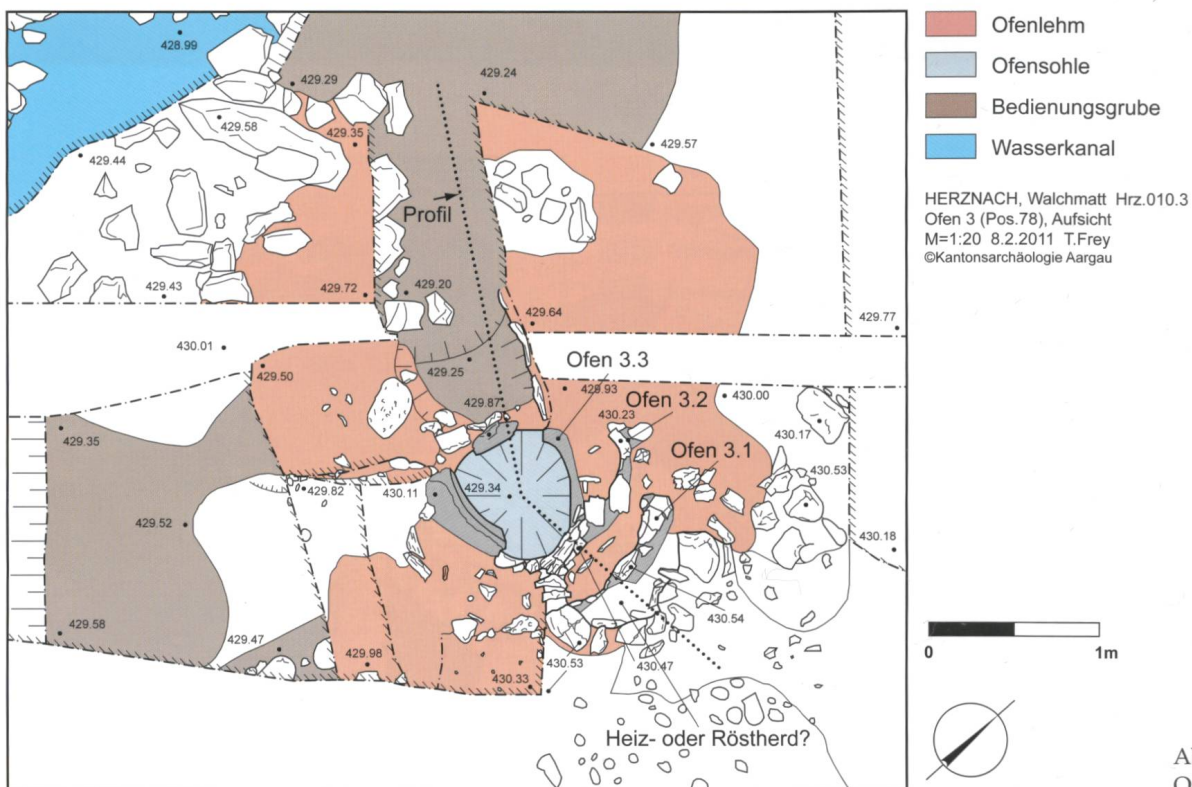 428.99
429.29
429.24
429.58
429.35
429.57
429.44
Profil
429.43
429.72
429.20
429.64
429.77
430.01
429.50
429.25
Ofen 3.3
429.93
430.00
429.87
430.23
Ofen 3.2
429.35
430.17
Ofen 3.1
430.53
429.82
430.11
429.34
429.52
430.18
429.58
429.47
430.54
429.98
430.53
430.47
430.33
Heiz- oder Röstherd?
Ofenlehm
Ofensohle
Bedienungsgrube
Wasserkanal
HERZNACH, Walchmatt Hrz.010.3
Ofen 3 (Pos.78), Aufsicht
M=1:20 8.2.2011 T.Frey
©Kantonsarchäologie Aargau
0 1m